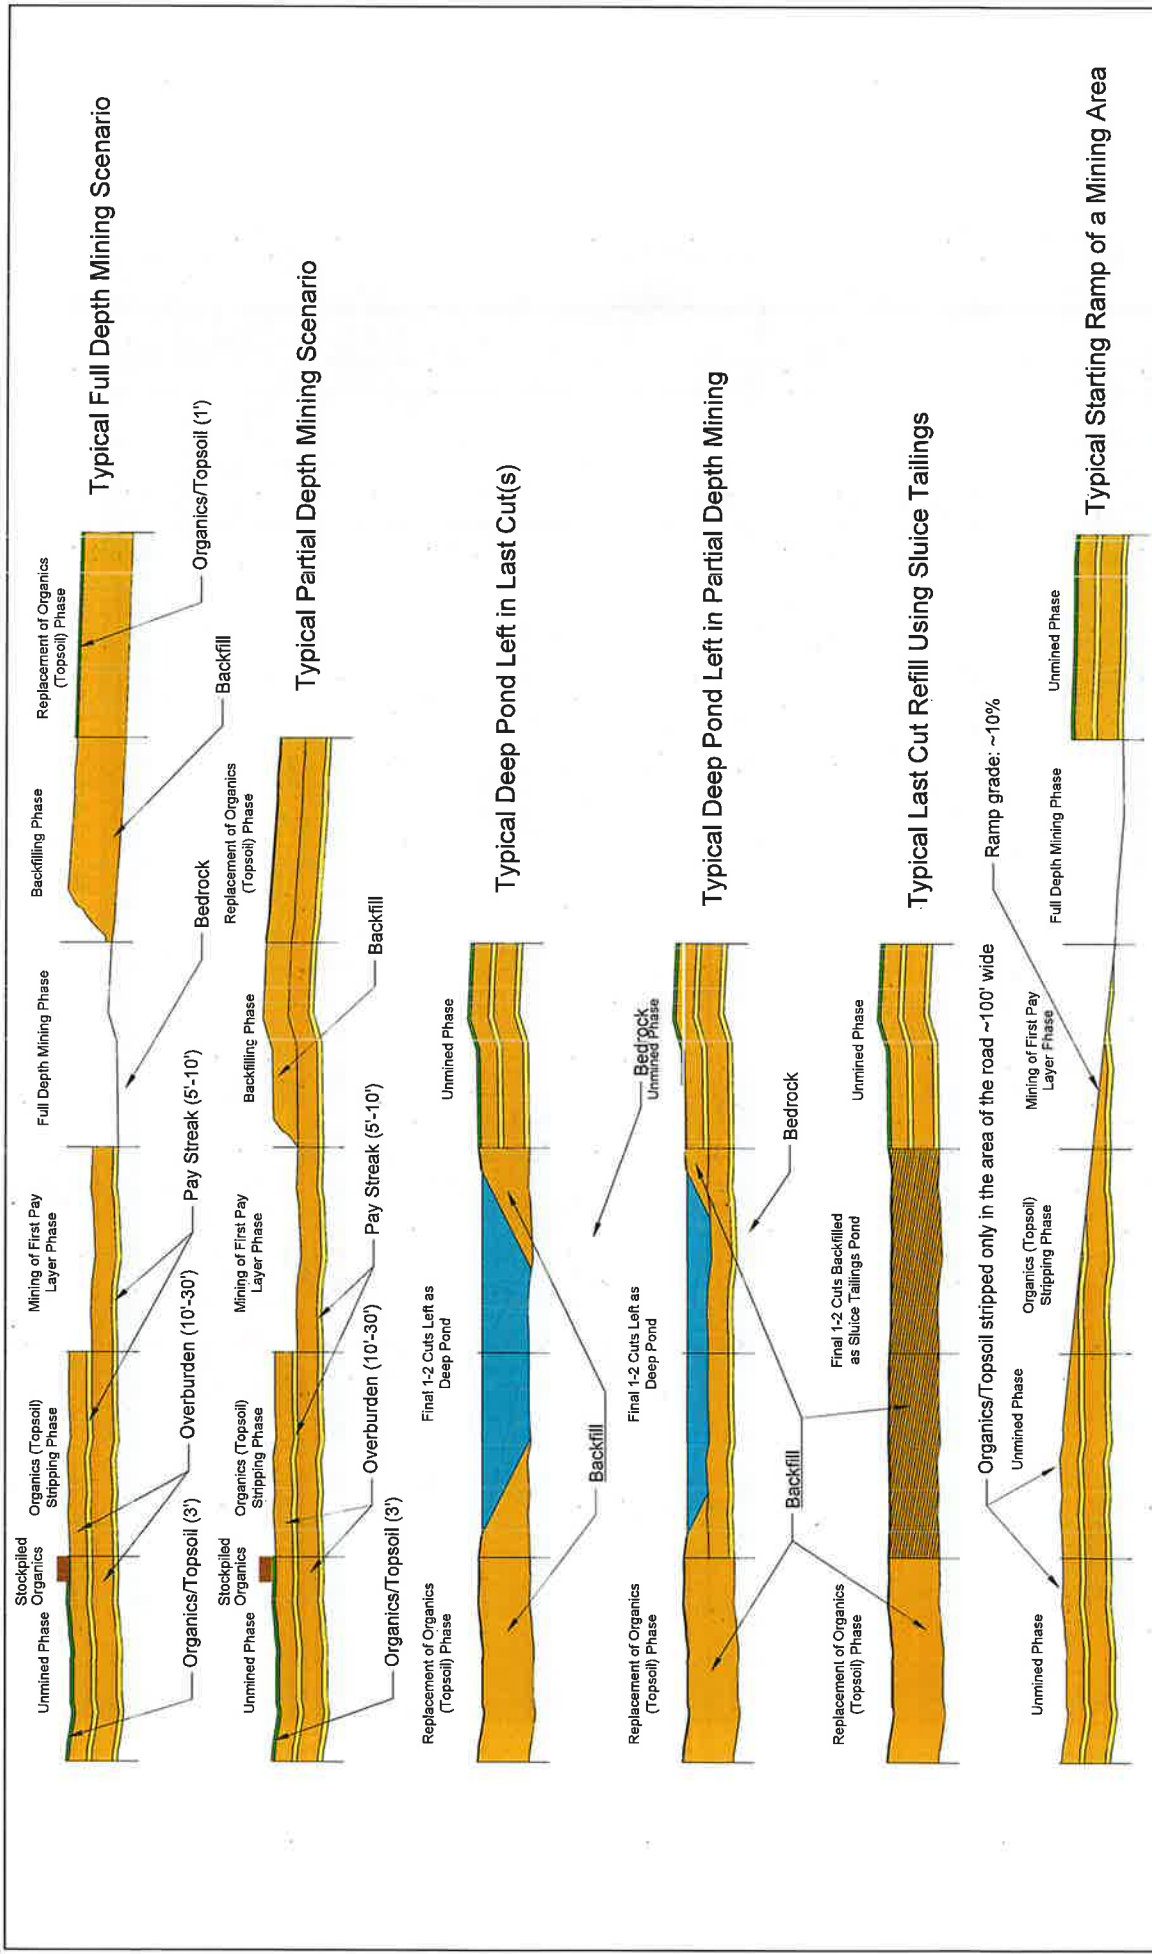 Typical Full Depth Mining Scenario
Unmined Phase
Stockpiled
Organics
Organics (Topsoil)
Stripping Phase
Mining of First Pay
Layer Phase
Full Depth Mining Phase
Backfilling Phase
Replacement of Organics
(Topsoil) Phase
Organics/Topsoil (3')
Overburden (10'-30')
Pay Streak (5'-10')
Bedrock
Backfill
Organics/Topsoil (1')
Typical Partial Depth Mining Scenario
Unmined Phase
Stockpiled
Organics
Organics (Topsoil)
Stripping Phase
Mining of First Pay
Layer Phase
Backfilling Phase
Replacement of Organics
(Topsoil) Phase
Organics/Topsoil (3')
Overburden (10'-30')
Pay Streak (5'-10')
Backfill
Typical Deep Pond Left in Last Cut(s)
Replacement of Organics
(Topsoil) Phase
Final 1-2 Cuts Left as
Deep Pond
Unmined Phase
Backfill
Bedrock
Typical Deep Pond Left in Partial Depth Mining
Replacement of Organics
(Topsoil) Phase
Final 1-2 Cuts Left as
Deep Pond
Unmined Phase
Backfill
Bedrock
Typical Last Cut Refill Using Sluice Tailings
Replacement of Organics
(Topsoil) Phase
Final 1-2 Cuts Backfilled
as Sluice Tailings Pond
Unmined Phase
Organics/Topsoil stripped only in the area of the road ~100' wide
Ramp grade: ~10%
Typical Starting Ramp of a Mining Area
Unmined Phase
Unmined Phase
Organics (Topsoil)
Stripping Phase
Mining of First Pay
Layer Phase
Full Depth Mining Phase
Unmined Phase